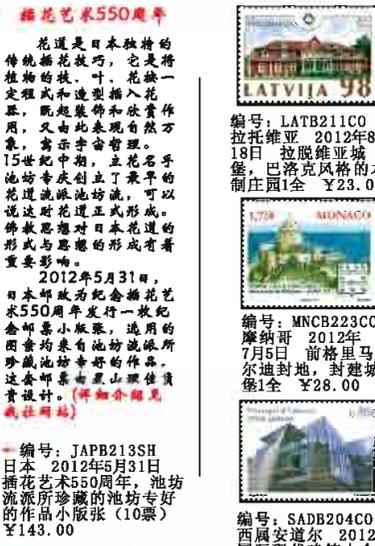 插花艺术550周年
花道是日本独特的
传统插花技巧，它是将
植物的枝、叶、花按一
定程式和造型插入花
器，既起装饰和欣赏作
用，又由此表现自然万
象，寓示宇宙哲理。
15世纪中期，立花名手
池坊专庆创立了最早的
花道流派池坊流，可以
说这时花道正式形成。
佛教思想对日本花道的
形式与思想的形成有着
重要影响。
2012年5月31日，
日本邮政为纪念插花艺
术550周年发行一枚纪
念邮票小版张，选用的
图案均来自池坊流派所
珍藏池坊专好的作品。
这套邮票由星山理佳负
责设计。(详细介绍见
我社网站)
编号：JAPB213SH
日本 2012年5月31日
插花艺术550周年，池坊
流派所珍藏的池坊专好
的作品小版张（10票）
￥143.00
LATVIJA 98
编号：LATB211CO
拉托维亚 2012年8
18日 拉脱维亚城
堡，巴洛克风格的
制庄园1全 ￥23.0
MONACO
编号：MNCB223CO
摩纳哥 2012年
7月5日 前格里马
尔迪封地，封建城
堡1全 ￥28.00
编号：SADB204CO
西属安道尔 2012